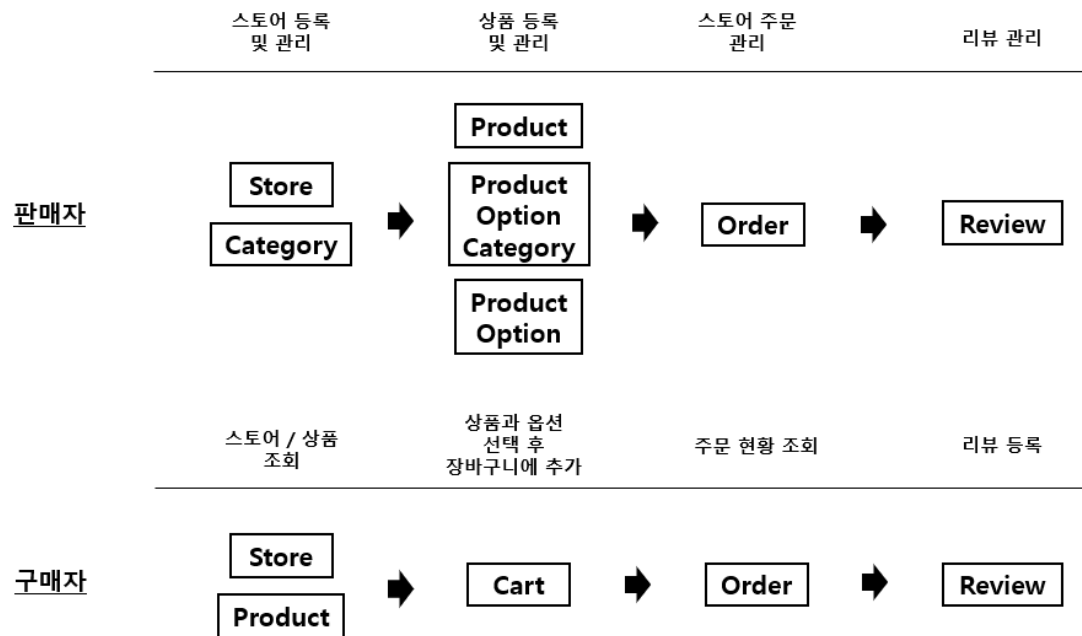 스토어 등록
및 관리
상품 등록
및 관리
스토어 주문
관리
리뷰 관리
판매자
Store
Category
Product
Product
Option
Category
Product
Option
Order
Review
스토어 / 상품
조회
상품과 옵션
선택 후
장바구니에 추가
주문 현황 조회
리뷰 등록
구매자
Store
Product
Cart
Order
Review